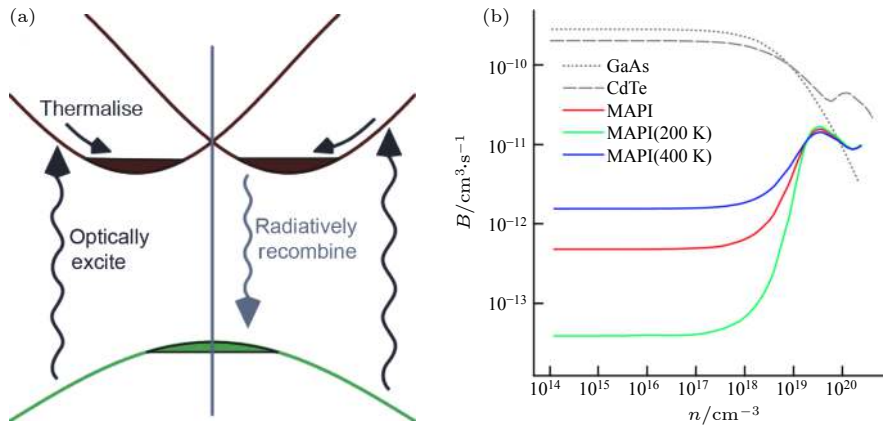 (a)
Thermalise
Optically
excite
Radiatively
recombine
(b)
10⁻¹⁰
10⁻¹¹
10⁻¹²
10⁻¹³
B/cm³·s⁻¹
GaAs
CdTe
MAPI
MAPI(200 K)
MAPI(400 K)
10¹⁴ 10¹⁵ 10¹⁶ 10¹⁷ 10¹⁸ 10¹⁹ 10²⁰
n/cm⁻³